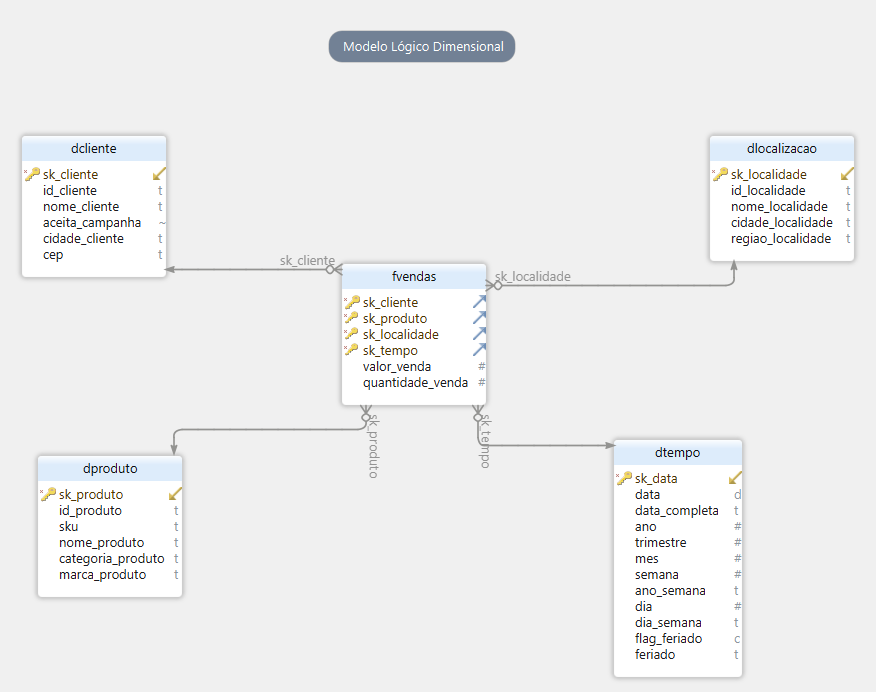 Modelo Lógico Dimensional
dcliente
sk_cliente
id_cliente t
nome_cliente t
aceita_campanha ~
cidade_cliente t
cep t
dlocalizacao
sk_localidade
id_localidade t
nome_localidade t
cidade_localidade t
regiao_localidade t
sk_cliente
sk_localidade
fvendas
sk_cliente
sk_produto
sk_localidade
sk_tempo
valor_venda #
quantidade_venda #
sk_produto
sk_tempo
dproduto
sk_produto
id_produto t
sku t
nome_produto t
categoria_produto t
marca_produto t
dtempo
sk_data
data d
data_completa t
ano #
trimestre #
mes #
semana #
ano_semana t
dia #
dia_semana t
flag_feriado c
feriado t